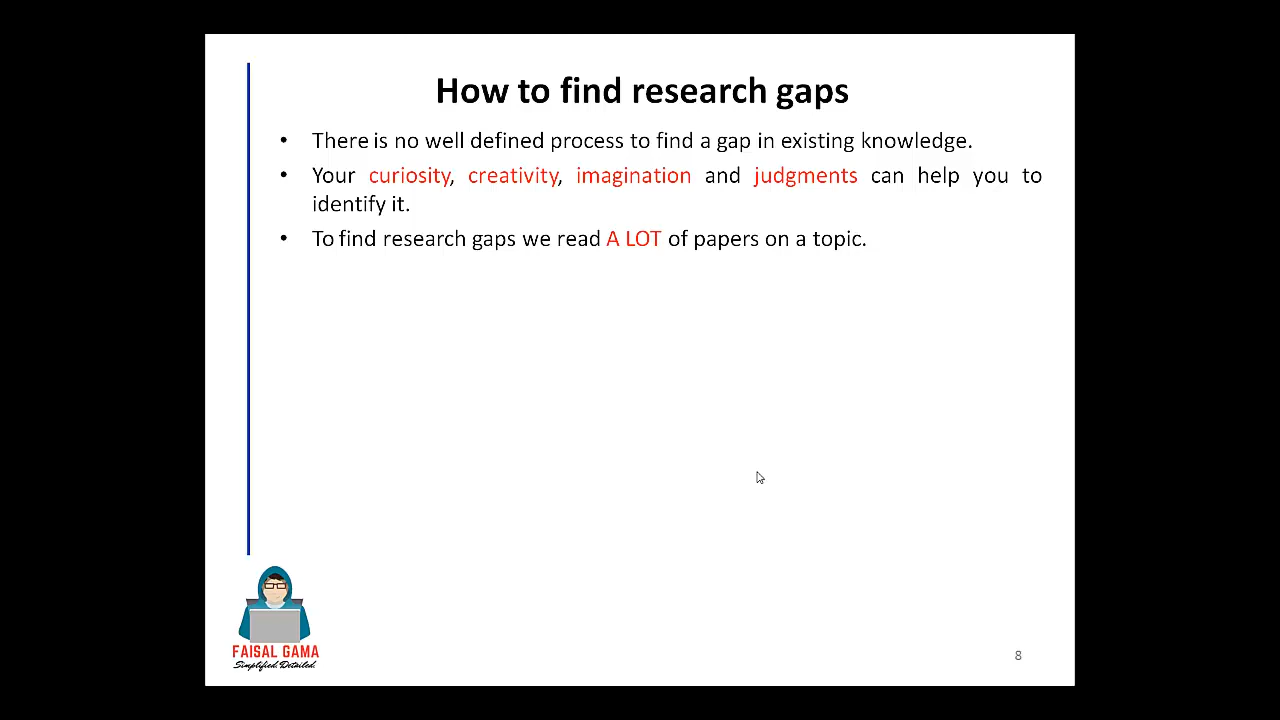 How to find research gaps
• There is no well defined process to find a gap in existing knowledge.
• Your curiosity, creativity, imagination and judgments can help you to
identify it.
• To find research gaps we read A LOT of papers on a topic.
FAISAL GAMA
Simplified. Detailed.
8